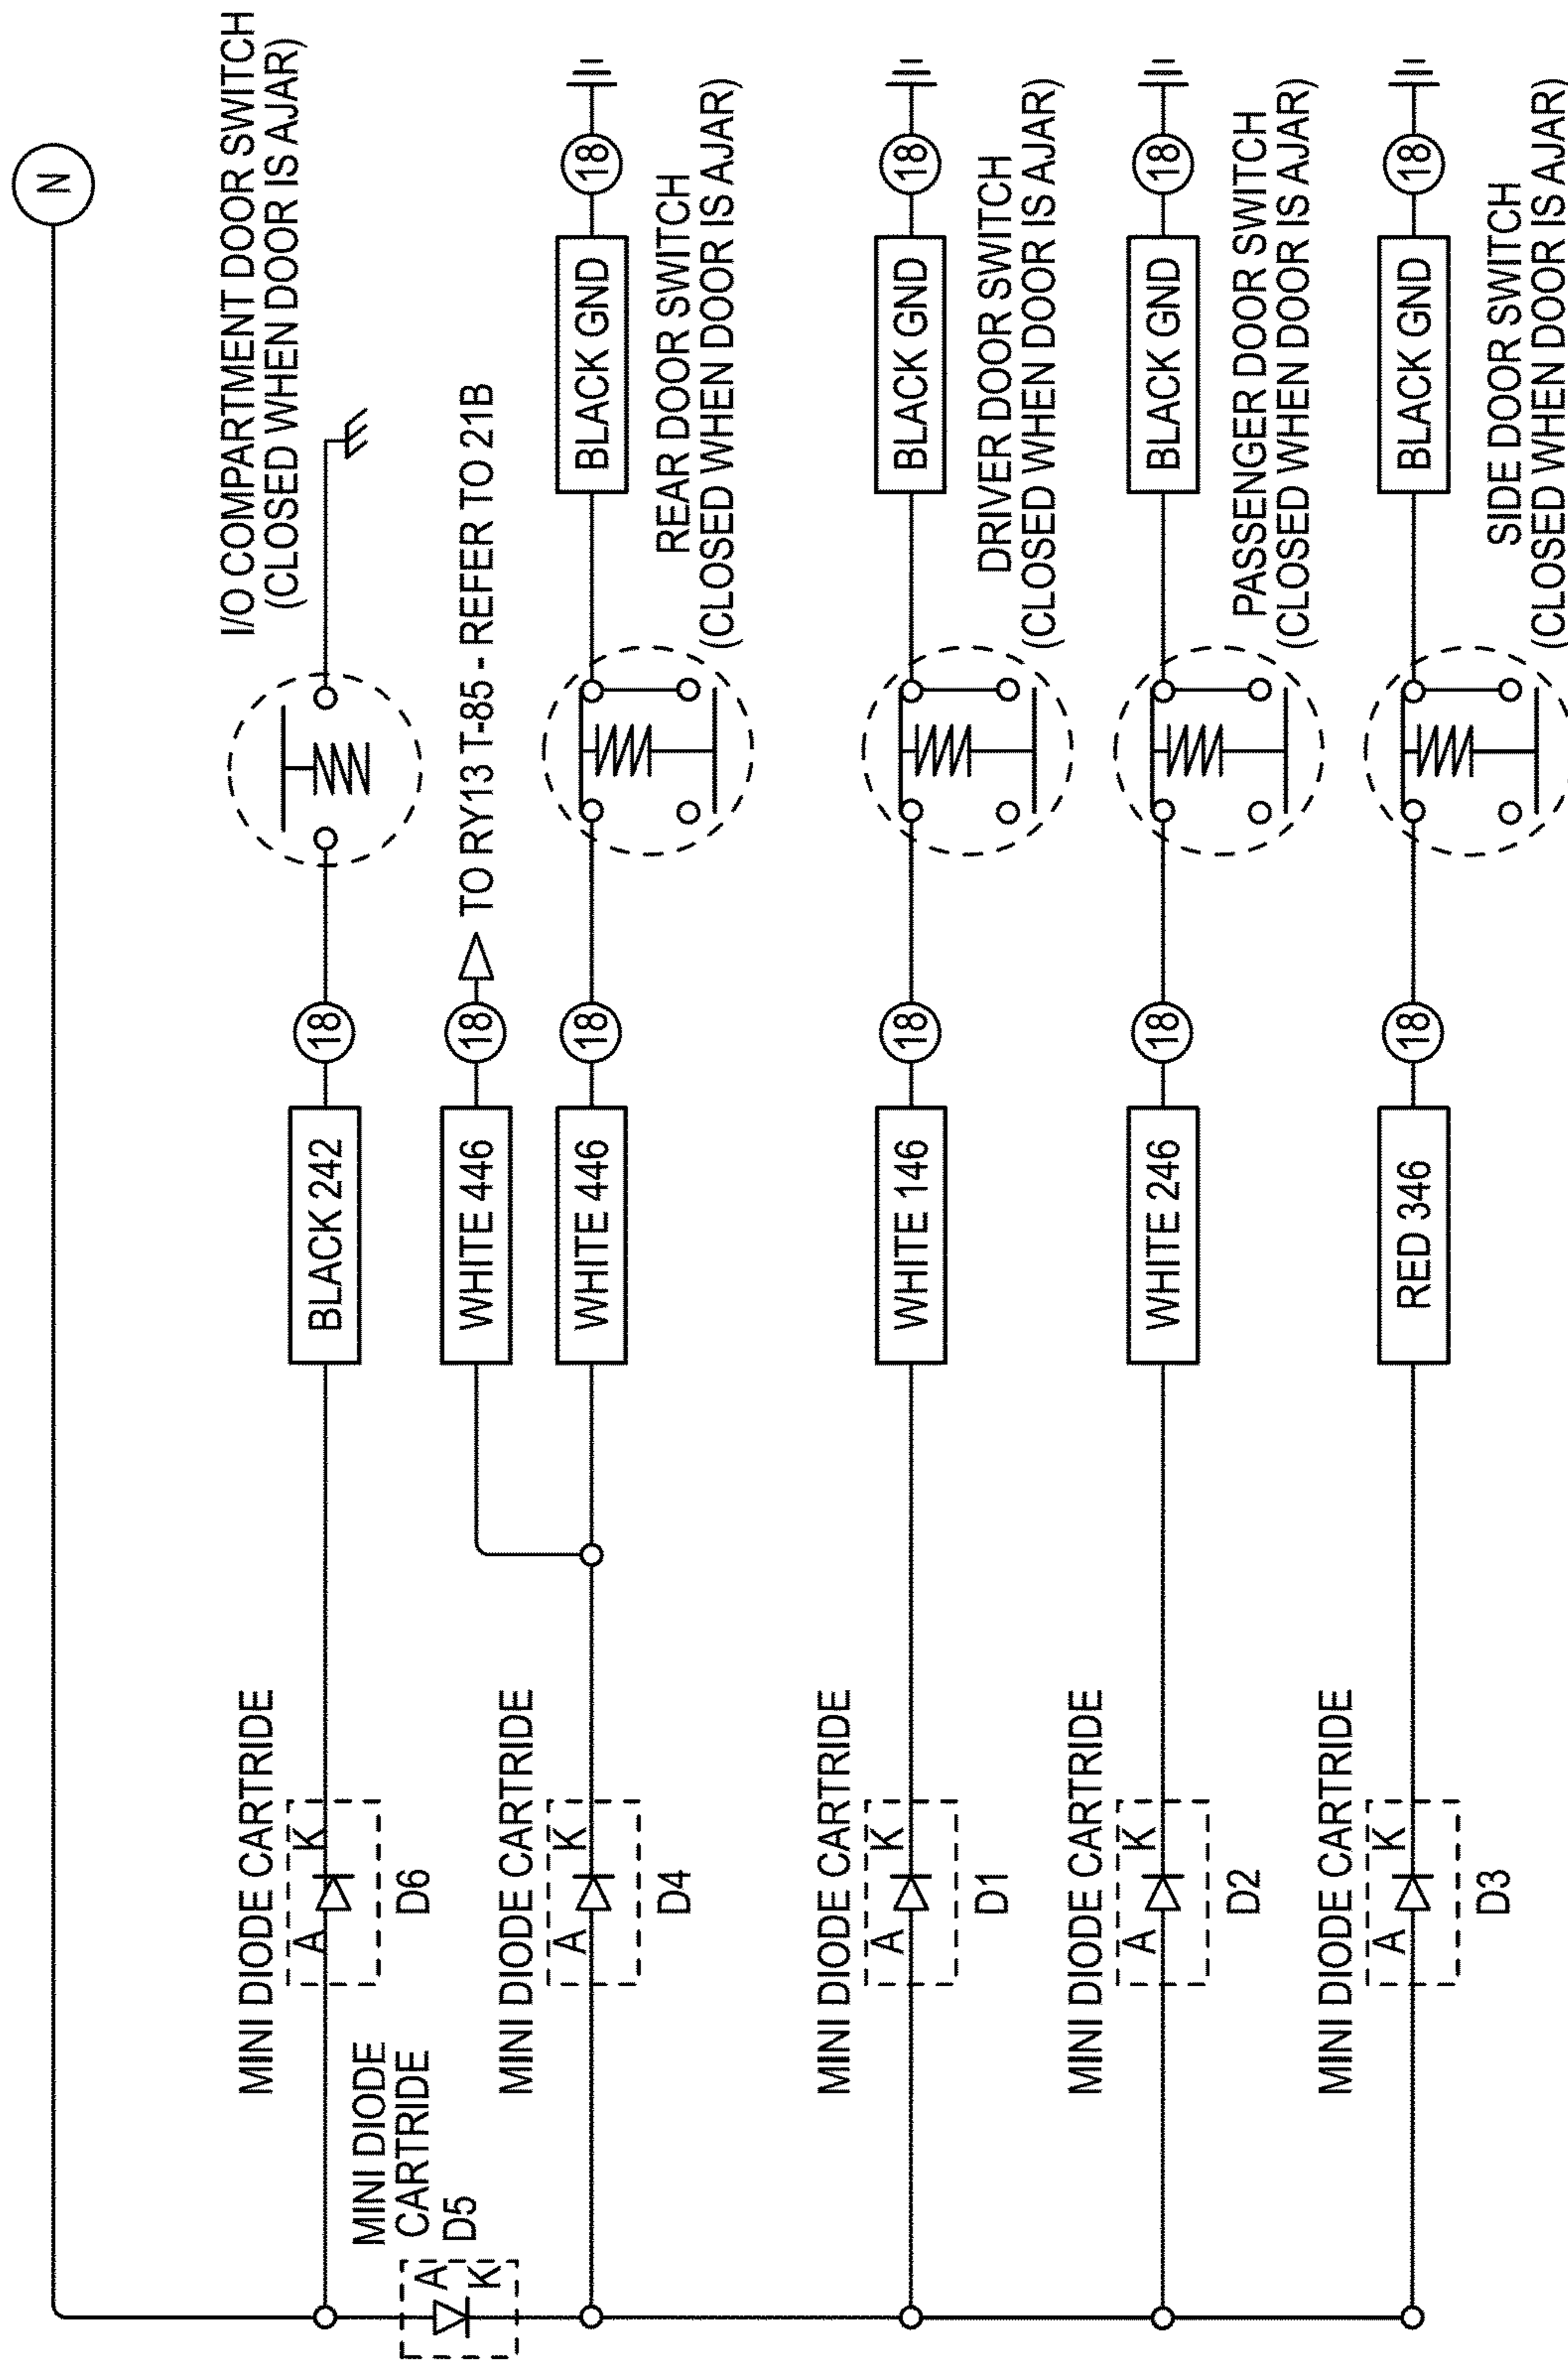 N
I/O COMPARTMENT DOOR SWITCH
(CLOSED WHEN DOOR IS AJAR)
MINI DIODE CARTRIDE
A
K
D6
BLACK 242
18
MINI DIODE
CARTRIDE
D5
A
K
WHITE 446
18
TO RY13 T-85 - REFER TO 21B
MINI DIODE CARTRIDE
A
K
D4
WHITE 446
18
BLACK GND
18
REAR DOOR SWITCH
(CLOSED WHEN DOOR IS AJAR)
MINI DIODE CARTRIDE
A
K
D1
WHITE 146
18
BLACK GND
18
DRIVER DOOR SWITCH
(CLOSED WHEN DOOR IS AJAR)
MINI DIODE CARTRIDE
A
K
D2
WHITE 246
18
BLACK GND
18
PASSENGER DOOR SWITCH
(CLOSED WHEN DOOR IS AJAR)
MINI DIODE CARTRIDE
A
K
D3
RED 346
18
BLACK GND
18
SIDE DOOR SWITCH
(CLOSED WHEN DOOR IS AJAR)